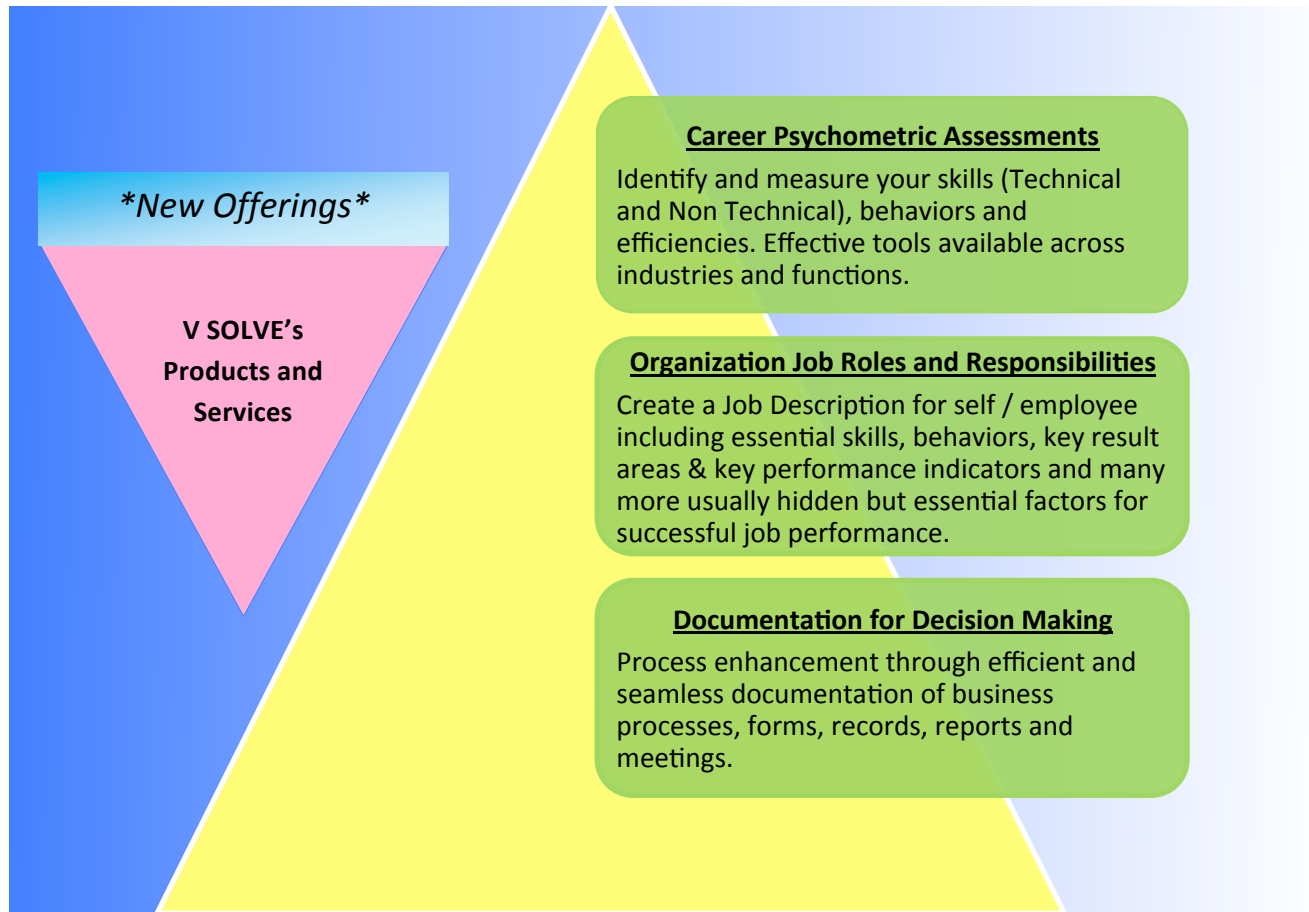 *New Offerings*
V SOLVE’s
Products and
Services
Career Psychometric Assessments
Identify and measure your skills (Technical
and Non Technical), behaviors and
efficiencies. Effective tools available across
industries and functions.
Organization Job Roles and Responsibilities
Create a Job Description for self / employee
including essential skills, behaviors, key result
areas & key performance indicators and many
more usually hidden but essential factors for
successful job performance.
Documentation for Decision Making
Process enhancement through efficient and
seamless documentation of business
processes, forms, records, reports and
meetings.